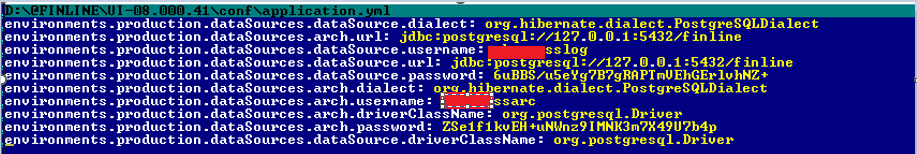 D:\@FINLINE\UI-08.000.41\conf\application.yml
environments.production.dataSources.dataSource.dialect: org.hibernate.dialect.PostgreSQLDialect
environments.production.dataSources.arch.url: jdbc:postgresql://127.0.0.1:5432/finline
environments.production.dataSources.dataSource.username: sslog
environments.production.dataSources.dataSource.url: jdbc:postgresql://127.0.0.1:5432/finline
environments.production.dataSources.dataSource.password: 6uBBS/u5eYg7B7gRAPTmVEhGErlvhNZ+
environments.production.dataSources.arch.dialect: org.hibernate.dialect.PostgreSQLDialect
environments.production.dataSources.arch.username: ssarc
environments.production.dataSources.arch.driverClassName: org.postgresql.Driver
environments.production.dataSources.arch.password: ZSe1f1kvEH+uNWnz9IMNK3m7X49U7b4p
environments.production.dataSources.dataSource.driverClassName: org.postgresql.Driver